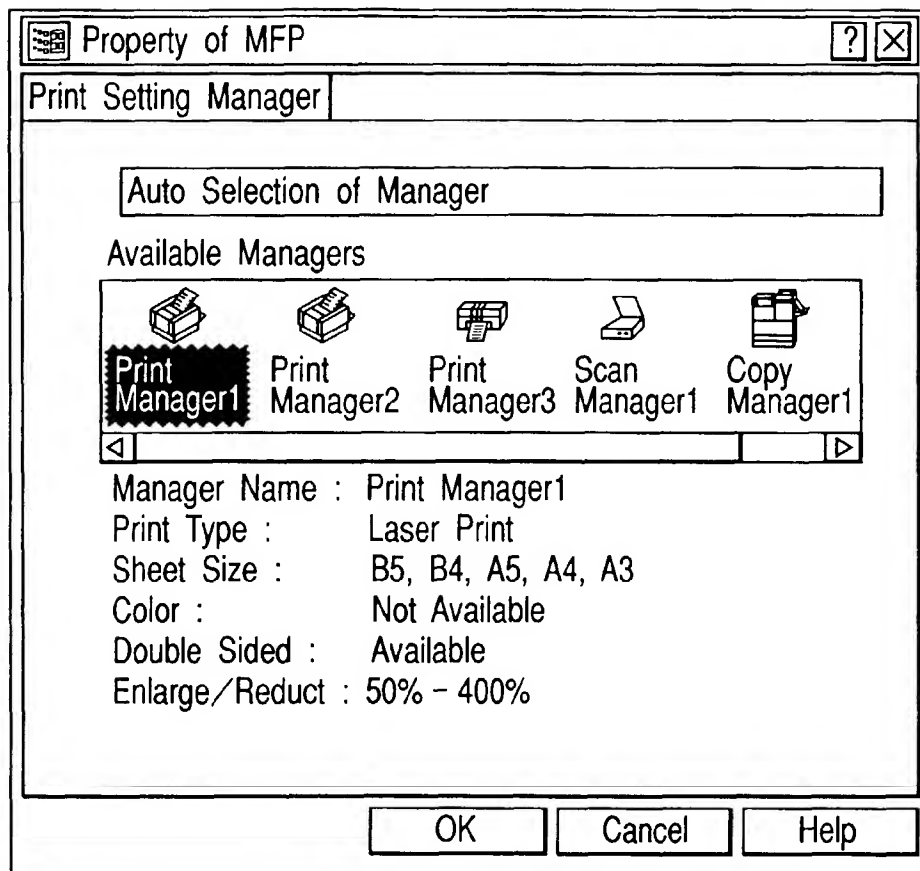 Property of MFP ?
Print Setting Manager
Auto Selection of Manager
Available Managers
Print Manager1
Print Manager2
Print Manager3
Scan Manager1
Copy Manager1
Manager Name : Print Manager1
Print Type : Laser Print
Sheet Size : B5, B4, A5, A4, A3
Color : Not Available
Double Sided : Available
Enlarge/Reduct : 50% - 400%
OK Cancel Help